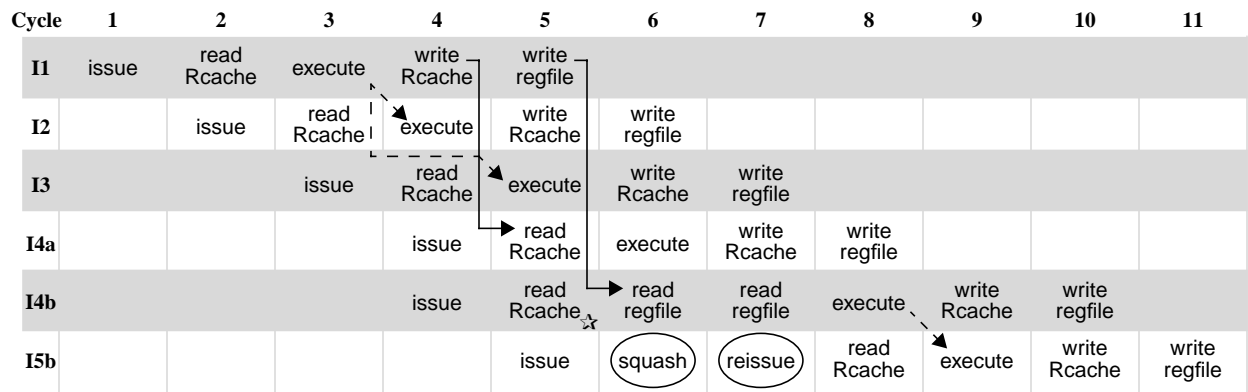 Cycle 1 2 3 4 5 6 7 8 9 10 11
I1 issue read Rcache execute write Rcache write regfile
I2 issue read Rcache execute write Rcache write regfile
I3 issue read Rcache execute write Rcache write regfile
I4a issue read Rcache execute write Rcache write regfile
I4b issue read Rcache read regfile read regfile execute write Rcache write regfile
I5b issue squash reissue read Rcache execute write Rcache write regfile